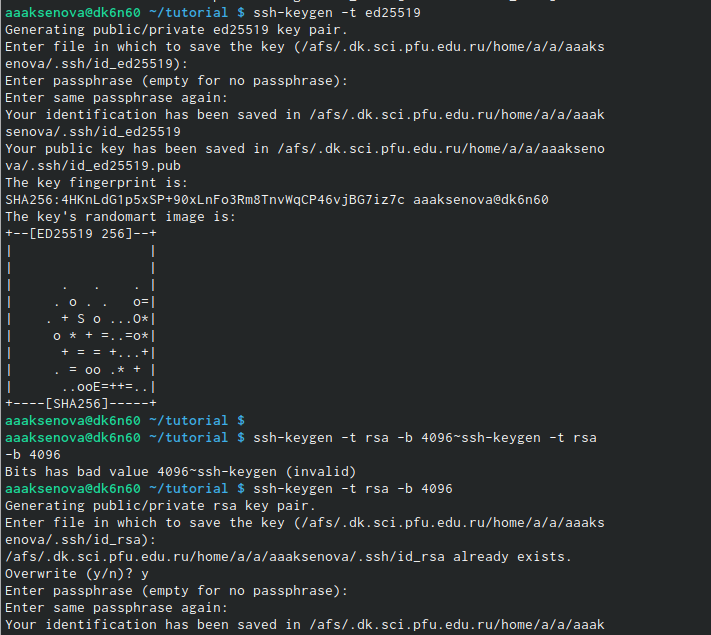 aaaksenova@dk6n60 ~/tutorial $ ssh-keygen -t ed25519
Generating public/private ed25519 key pair.
Enter file in which to save the key (/afs/.dk.sci.pfu.edu.ru/home/a/a/aaaks
enova/.ssh/id_ed25519):
Enter passphrase (empty for no passphrase):
Enter same passphrase again:
Your identification has been saved in /afs/.dk.sci.pfu.edu.ru/home/a/a/aaak
senova/.ssh/id_ed25519
Your public key has been saved in /afs/.dk.sci.pfu.edu.ru/home/a/a/aaakseno
va/.ssh/id_ed25519.pub
The key fingerprint is:
SHA256:4HKnLdG1p5xSP+90xLnFo3Rm8TnvWqCP46vjBG7iz7c aaaksenova@dk6n60
The key's randomart image is:
+--[ED25519 256]--+
|                 |
|                 |
|      .   .    . |
|     . o . .   o=|
|    . + S o ...O*|
|     o * + =..=o*|
|      + = = +...+|
|     . = oo .* + |
|      ..ooE=++=..|
+----[SHA256]-----+
aaaksenova@dk6n60 ~/tutorial $
aaaksenova@dk6n60 ~/tutorial $ ssh-keygen -t rsa -b 4096~ssh-keygen -t rsa
-b 4096
Bits has bad value 4096~ssh-keygen (invalid)
aaaksenova@dk6n60 ~/tutorial $ ssh-keygen -t rsa -b 4096
Generating public/private rsa key pair.
Enter file in which to save the key (/afs/.dk.sci.pfu.edu.ru/home/a/a/aaaks
enova/.ssh/id_rsa):
/afs/.dk.sci.pfu.edu.ru/home/a/a/aaaksenova/.ssh/id_rsa already exists.
Overwrite (y/n)? y
Enter passphrase (empty for no passphrase):
Enter same passphrase again:
Your identification has been saved in /afs/.dk.sci.pfu.edu.ru/home/a/a/aaak